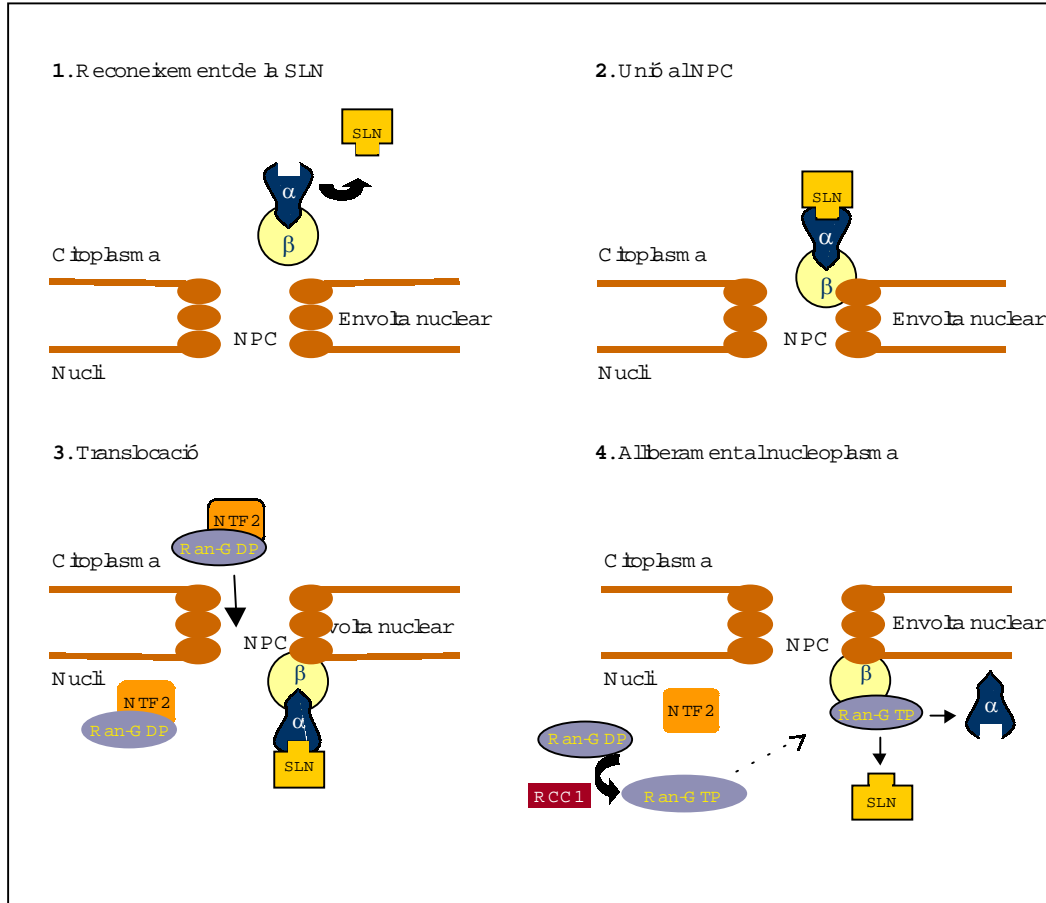 1. Reconeixement de la SLN
SLN
α
β
Citoplasma
NPC
Envolta nuclear
Nucli
2. Unió al NPC
SLN
α
β
Citoplasma
NPC
Envolta nuclear
Nucli
3. Translocació
NTF2
Ran-GDP
Citoplasma
NPC
volta nuclear
Nucli
β
NTF2
Ran-GDP
α
SLN
4. Alliberament al nucleoplasma
Citoplasma
Envolta nuclear
NPC
Nucli
β
NTF2
Ran-GTP
α
Ran-GDP
RCC1
Ran-GTP
SLN